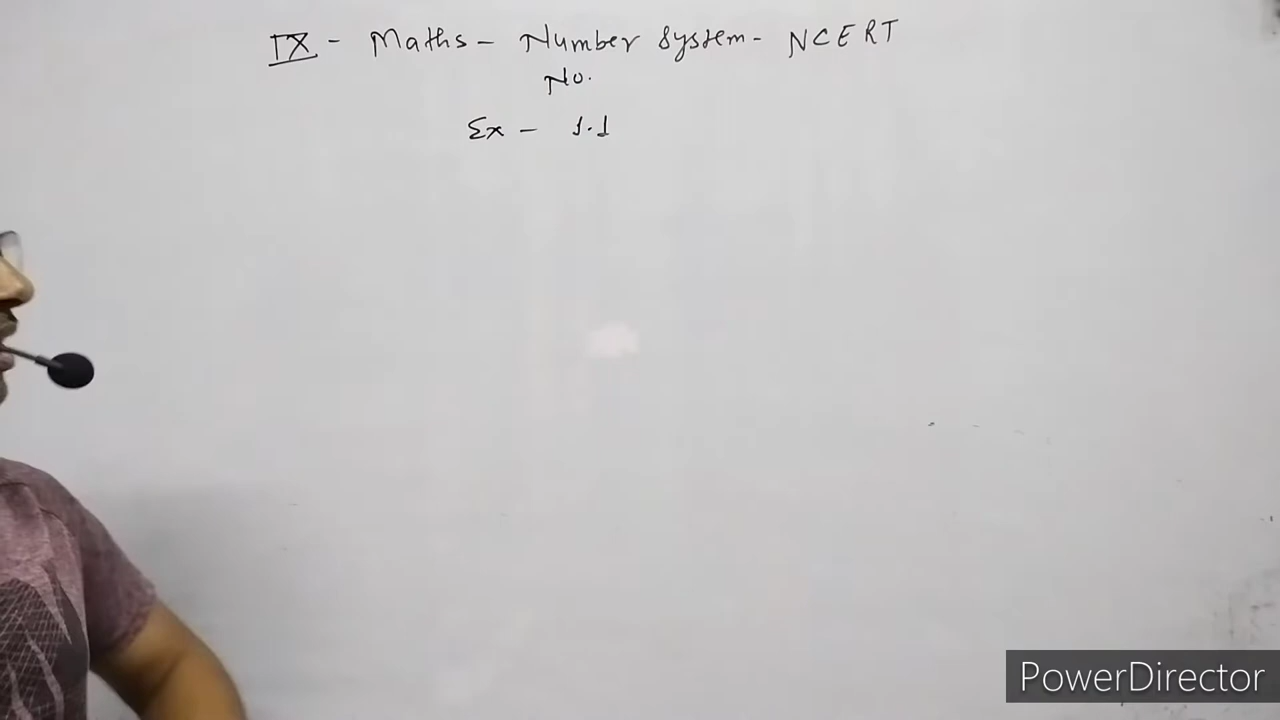 IX - Maths - Number System - NCERT
No.
Ex - 1.1
PowerDirector